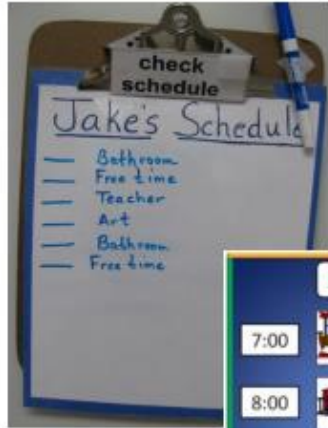 check
schedule
Jake's Schedule
Bathroom
Free time
Teacher
Art
Bathroom
Free time
7:00
8:00